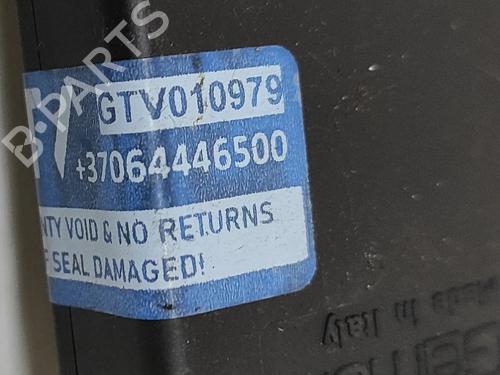 B-PARTS
GTV010979
+37064446500
NTY VOID & NO RETURNS
F SEAL DAMAGED!
Made in Italy